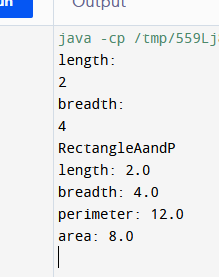 un
Output
java -cp /tmp/559Lj
length:
2
breadth:
4
RectangleAandP
length: 2.0
breadth: 4.0
perimeter: 12.0
area: 8.0